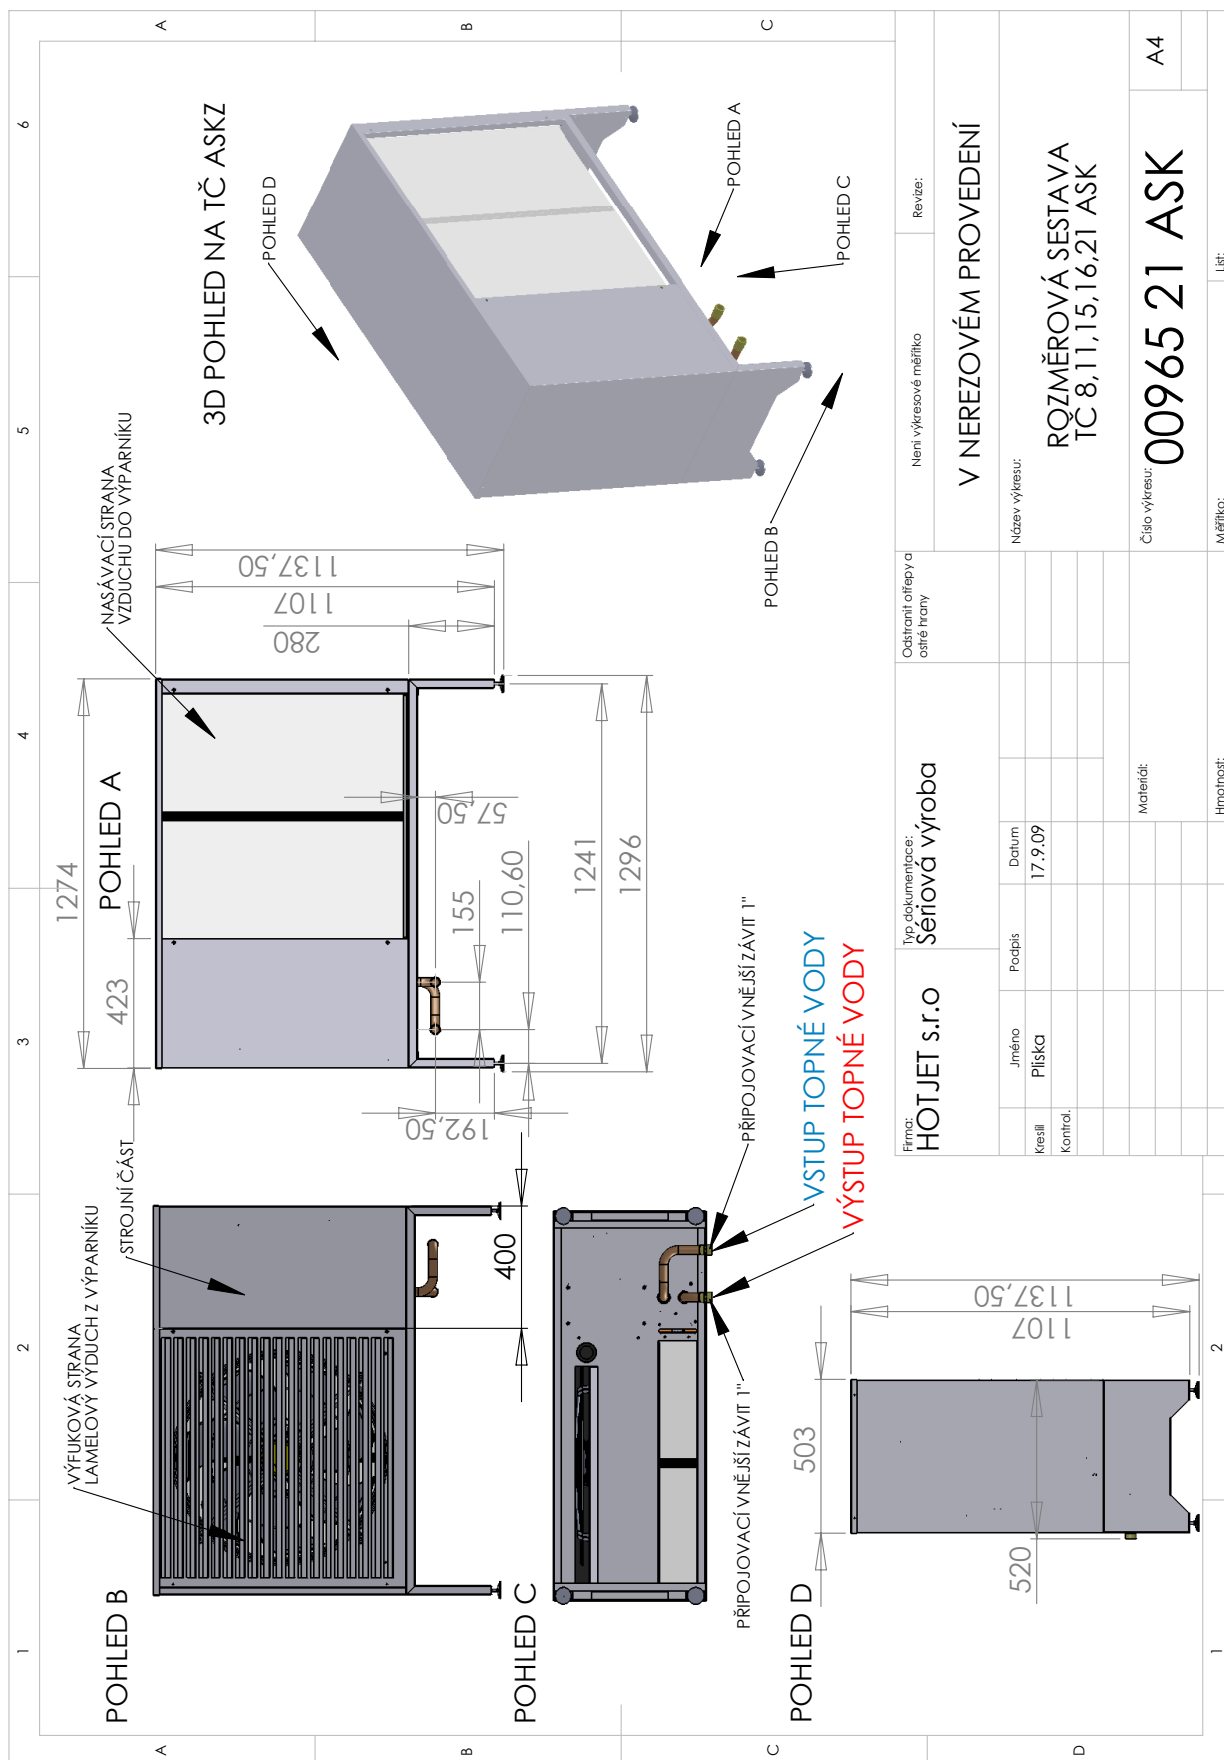 1
2
3
4
5
6
A
B
C
D
A
B
C
POHLED B
VÝFUKOVÁ STRANA
LAMELOVÝ VÝDUCH Z VÝPARNÍKU
STROJNÍ ČÁST
400
POHLED A
1274
423
NASÁVACÍ STRANA
VZDUCHU DO VÝPARNÍKU
1137,50
1107
280
57,50
155
110,60
192,50
1241
1296
3D POHLED NA TČ ASKZ
POHLED D
POHLED A
POHLED C
POHLED B
POHLED C
PŘIPOJOVACÍ VNĚJŠÍ ZÁVIT 1"
PŘIPOJOVACÍ VNĚJŠÍ ZÁVIT 1"
VSTUP TOPNÉ VODY
VÝSTUP TOPNÉ VODY
POHLED D
503
520
1137,50
1107
Firma:
HOTJET s.r.o
Typ dokumentace:
Sériová výroba
Odstranit otřepy a
ostré hrany
Není výkresové měřítko
Revize:
V NEREZOVÉM PROVEDENÍ
Jméno
Podpis
Datum
Kreslil
Pliska
17.9.09
Kontrol.
Název výkresu:
ROZMĚROVÁ SESTAVA
TC 8,11,15,16,21 ASK
Materiál:
Číslo výkresu:
00965 21 ASK
A4
Hmotnost:
Měřítko:
List:
1
2